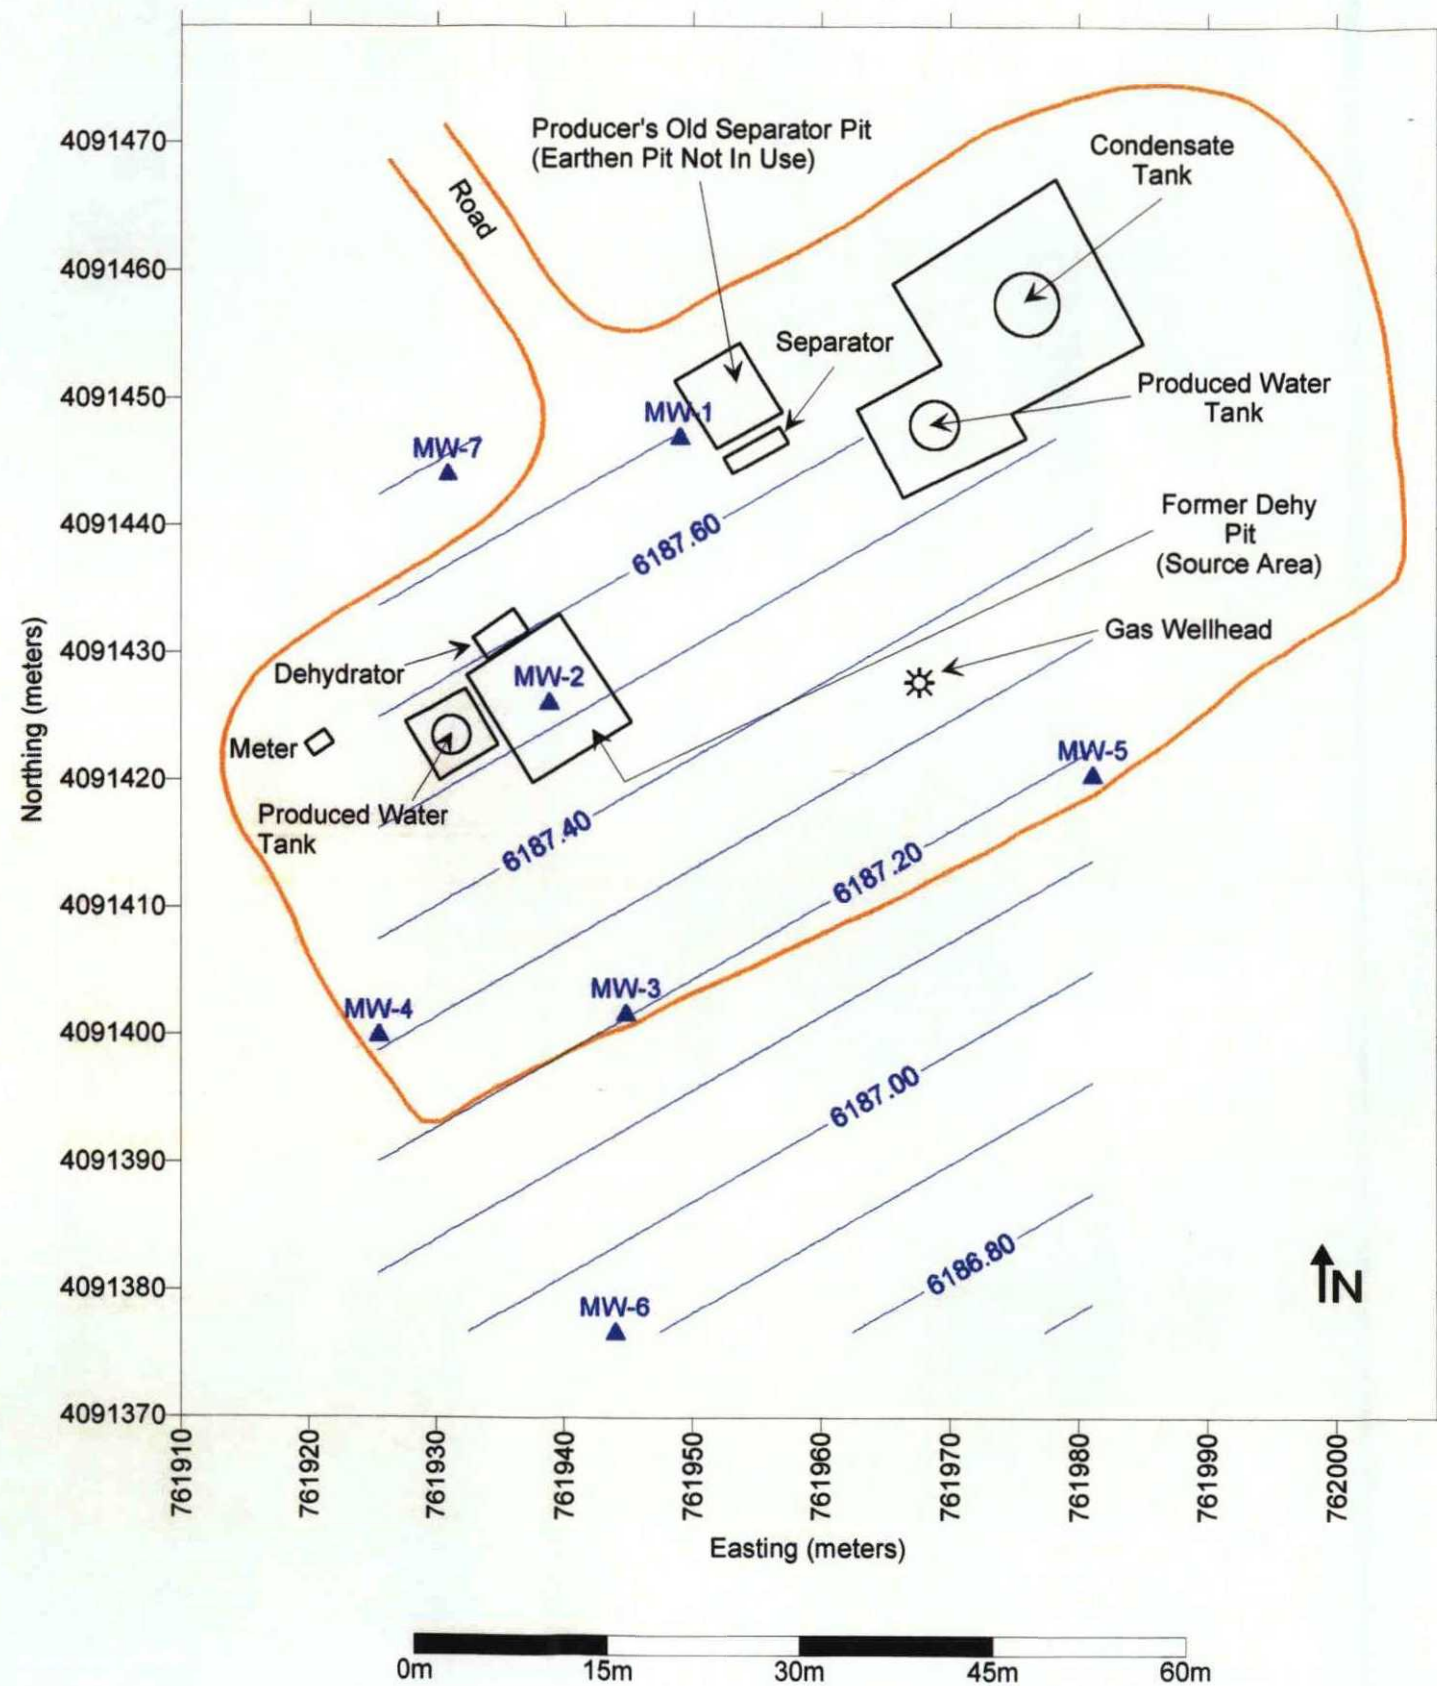 4091470
4091460
4091450
4091440
4091430
4091420
4091410
4091400
4091390
4091380
4091370
Northing (meters)
Producer's Old Separator Pit
(Earthen Pit Not In Use)
Condensate
Tank
Road
Separator
Produced Water
Tank
MW-1
MW-7
Former Dehy
Pit
(Source Area)
6187.60
Gas Wellhead
Dehydrator
MW-2
Meter
MW-5
Produced Water
Tank
6187.40
6187.20
MW-3
MW-4
6187.00
6186.80
MW-6
N
761910
761920
761930
761940
761950
761960
761970
761980
761990
762000
Easting (meters)
0m
15m
30m
45m
60m